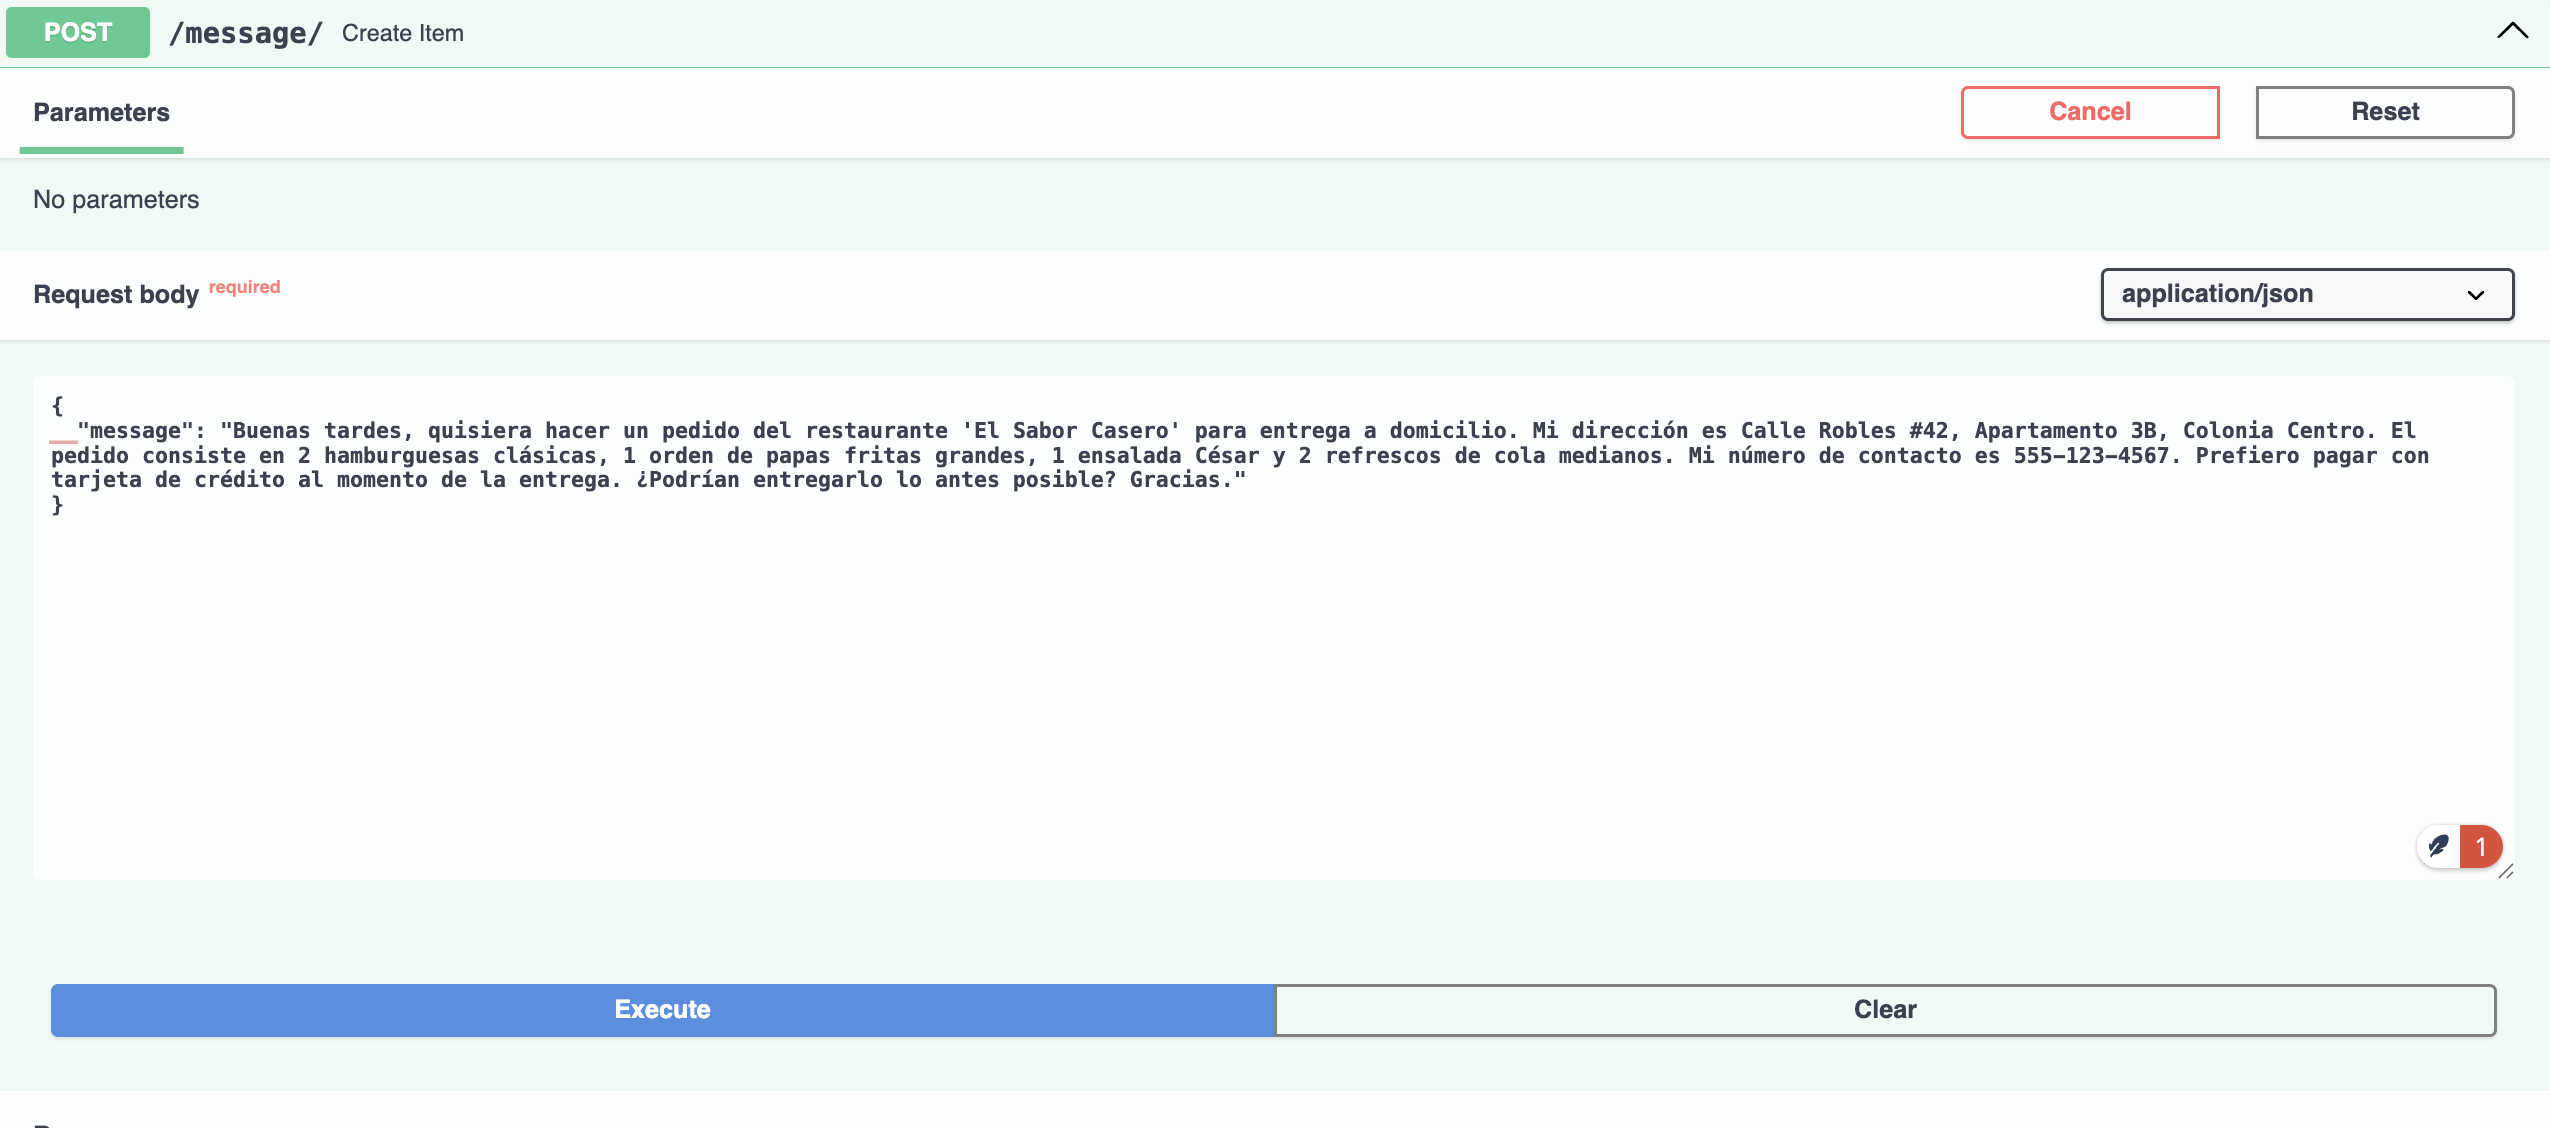 POST /message/ Create Item
Parameters
Cancel
Reset
No parameters
Request body required
application/json
{
  "message": "Buenas tardes, quisiera hacer un pedido del restaurante 'El Sabor Casero' para entrega a domicilio. Mi dirección es Calle Robles #42, Apartamento 3B, Colonia Centro. El
pedido consiste en 2 hamburguesas clásicas, 1 orden de papas fritas grandes, 1 ensalada César y 2 refrescos de cola medianos. Mi número de contacto es 555-123-4567. Prefiero pagar con
tarjeta de crédito al momento de la entrega. ¿Podrían entregarlo lo antes posible? Gracias."
}
1
Execute
Clear